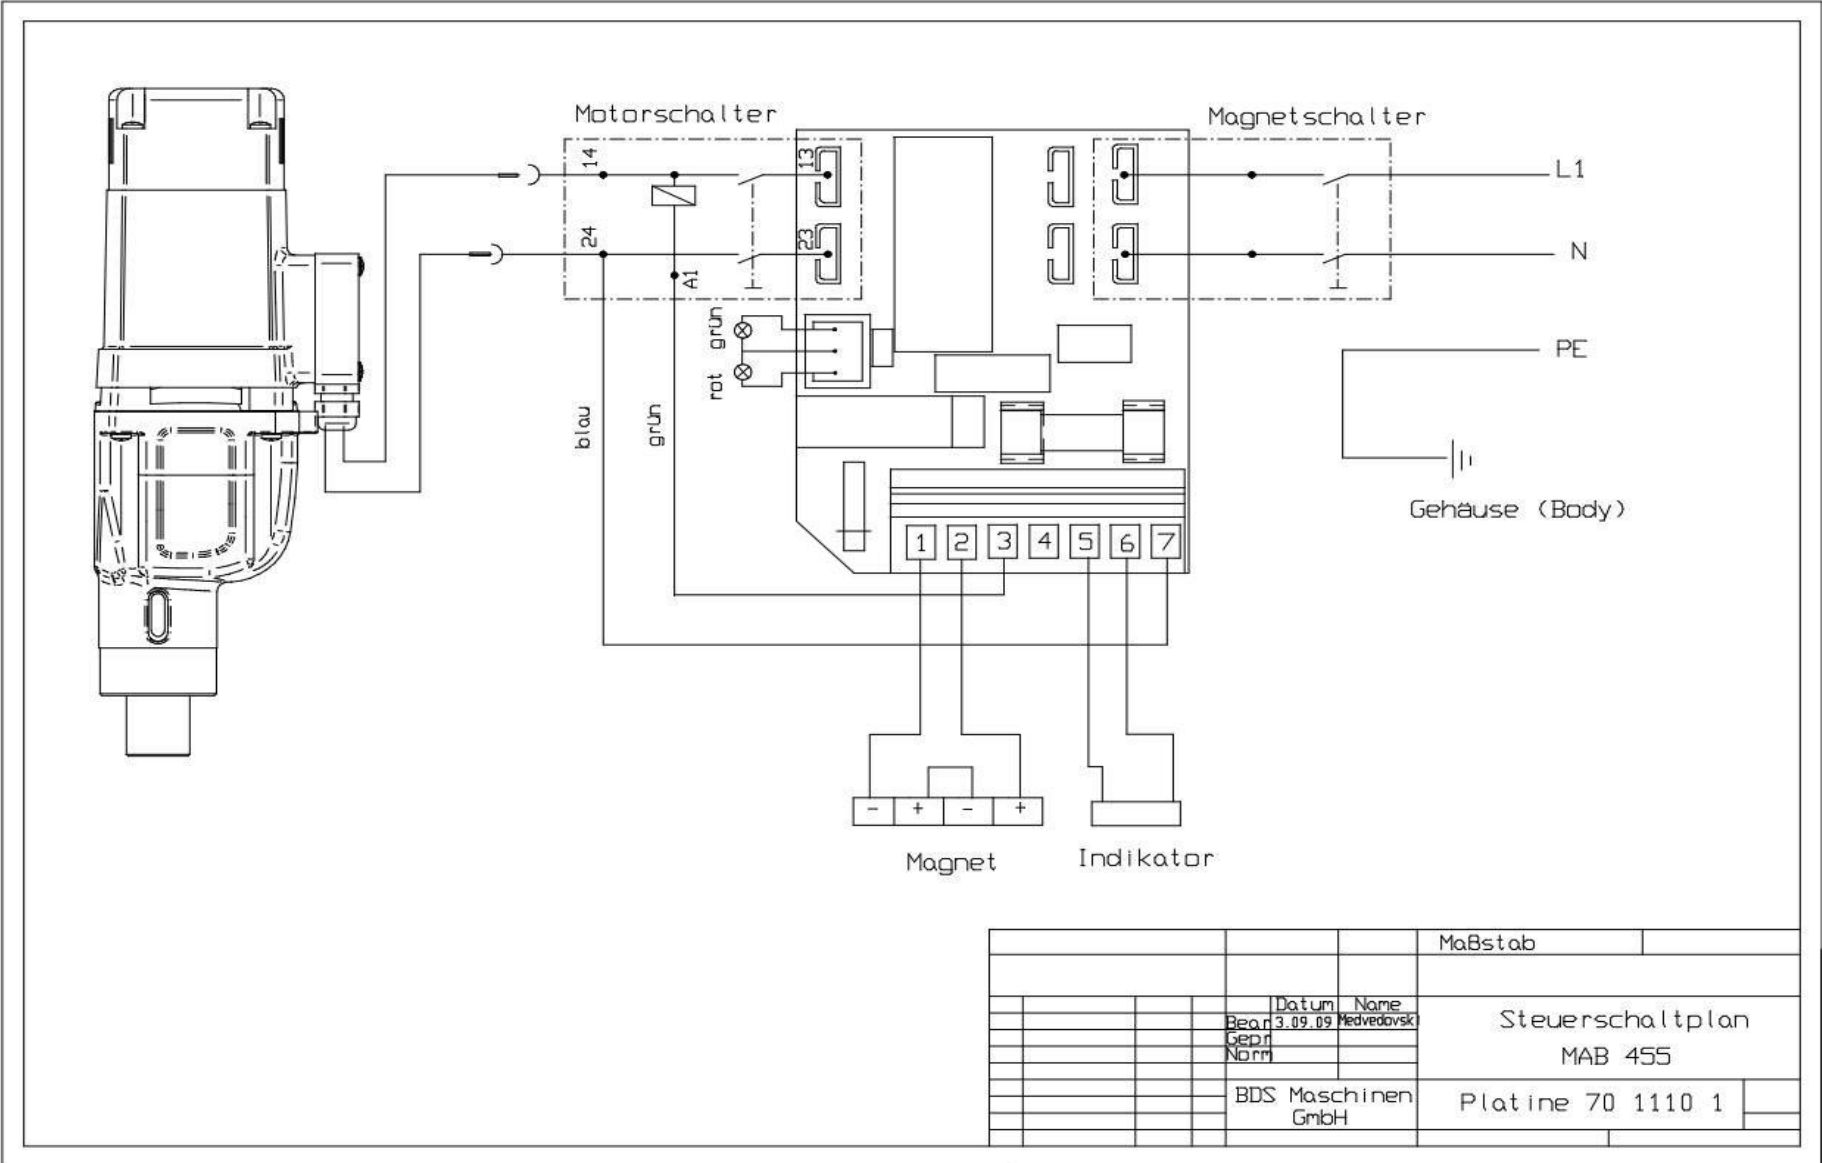 Motorschalter
Magnetschalter
14
13
L1
24
23
N
A1
grün
rot
PE
blau
grün
Gehäuse (Body)
1 2 3 4 5 6 7
- + - +
Magnet
Indikator
Maßstab
Datum Name
Bear 3.09.09 Medvedovski
Gepr
Norm
Steuerschaltplan
MAB 455
BDS Maschinen
GmbH
Platine 70 1110 1